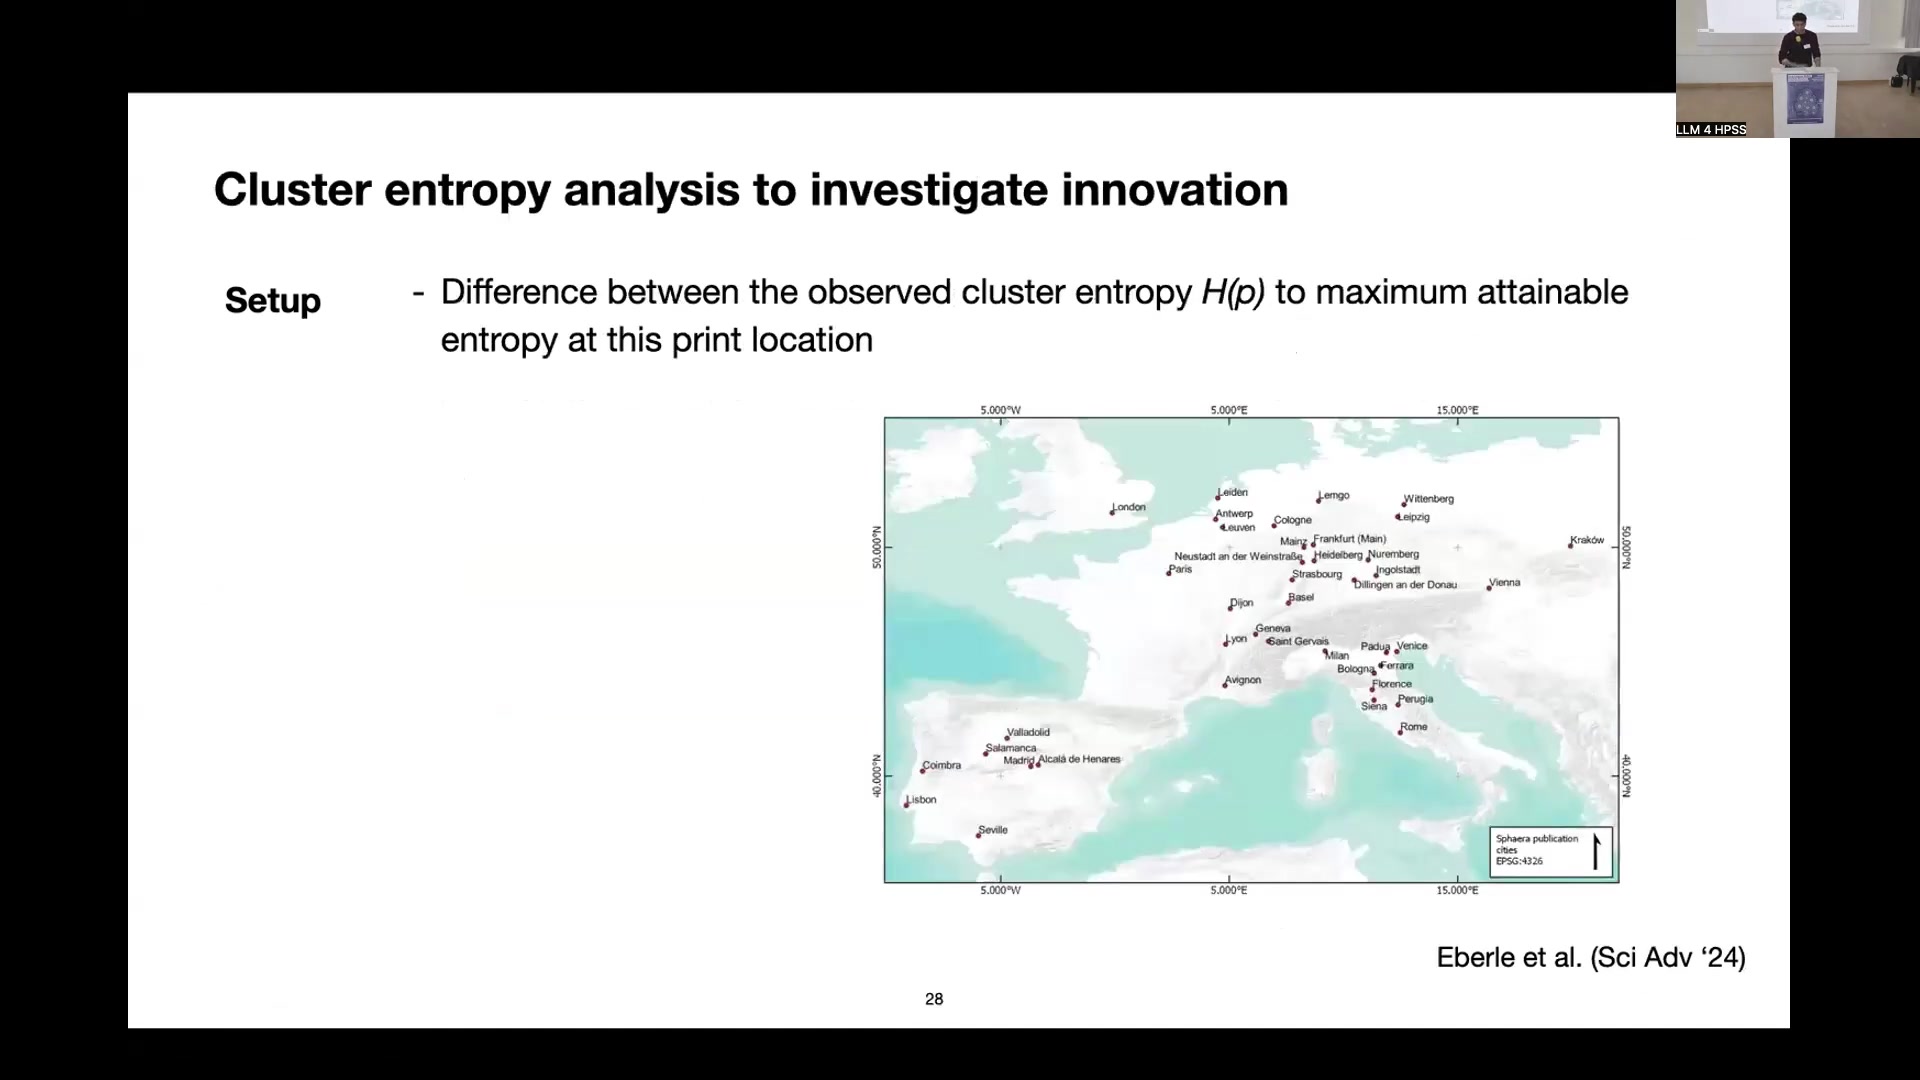 LLM 4 HPSS
Cluster entropy analysis to investigate innovation
Setup
- Difference between the observed cluster entropy H(p) to maximum attainable
entropy at this print location
5.000°W
5.000°E
15.000°E
50.000°N
50.000°N
40.000°N
40.000°N
Leiden
Lemgo
Wittenberg
London
Antwerp
Leipzig
Cologne
Leuven
Kraków
Mainz
Frankfurt (Main)
Neustadt an der Weinstraße
Heidelberg
Nuremberg
Paris
Strasbourg
Ingolstadt
Dillingen an der Donau
Vienna
Dijon
Basel
Geneva
Lyon
Saint Gervais
Padua
Venice
Milan
Bologna
Ferrara
Avignon
Florence
Siena
Perugia
Rome
Valladolid
Salamanca
Madrid
Alcalá de Henares
Coimbra
Lisbon
Seville
Sphaera publication
cities
EPSG:4326
5.000°W
5.000°E
15.000°E
Eberle et al. (Sci Adv ‘24)
28